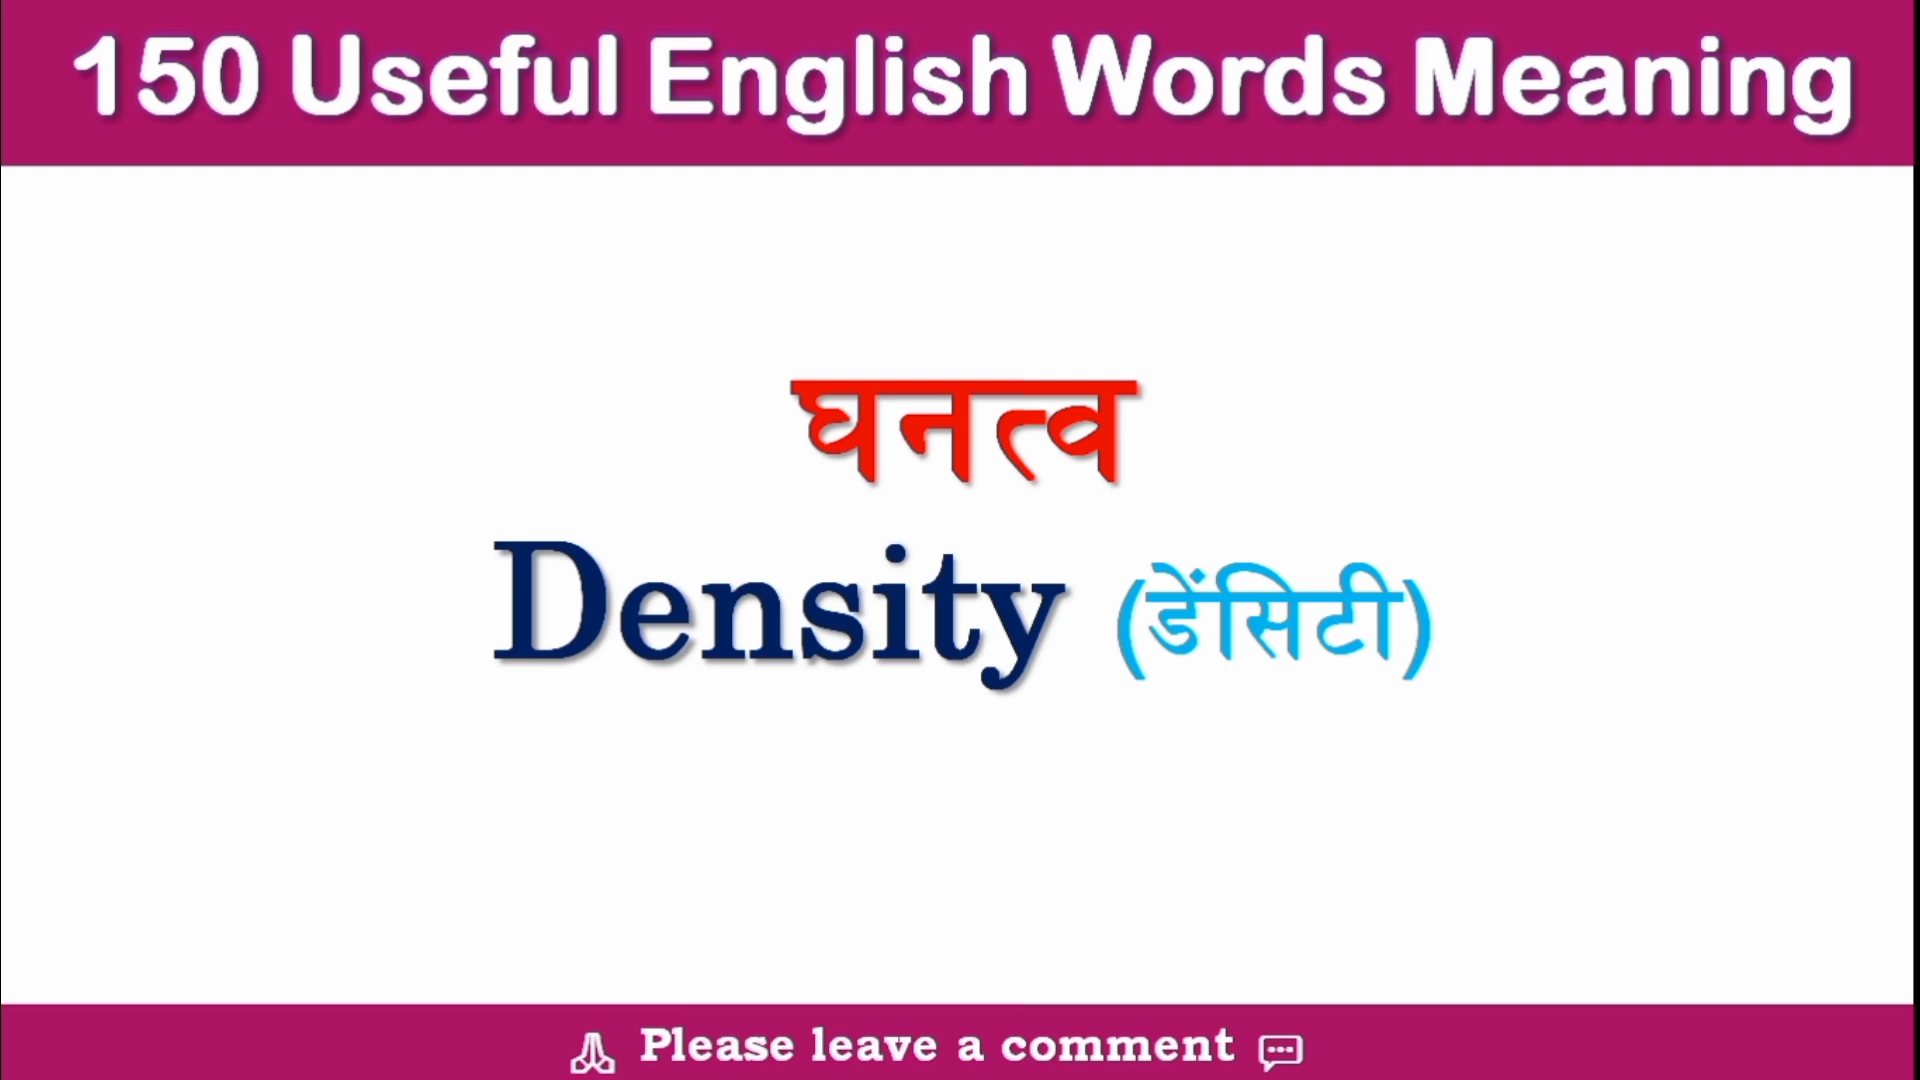 150 Useful English Words Meaning
घनत्व
Density (डेंसिटी)
Please leave a comment